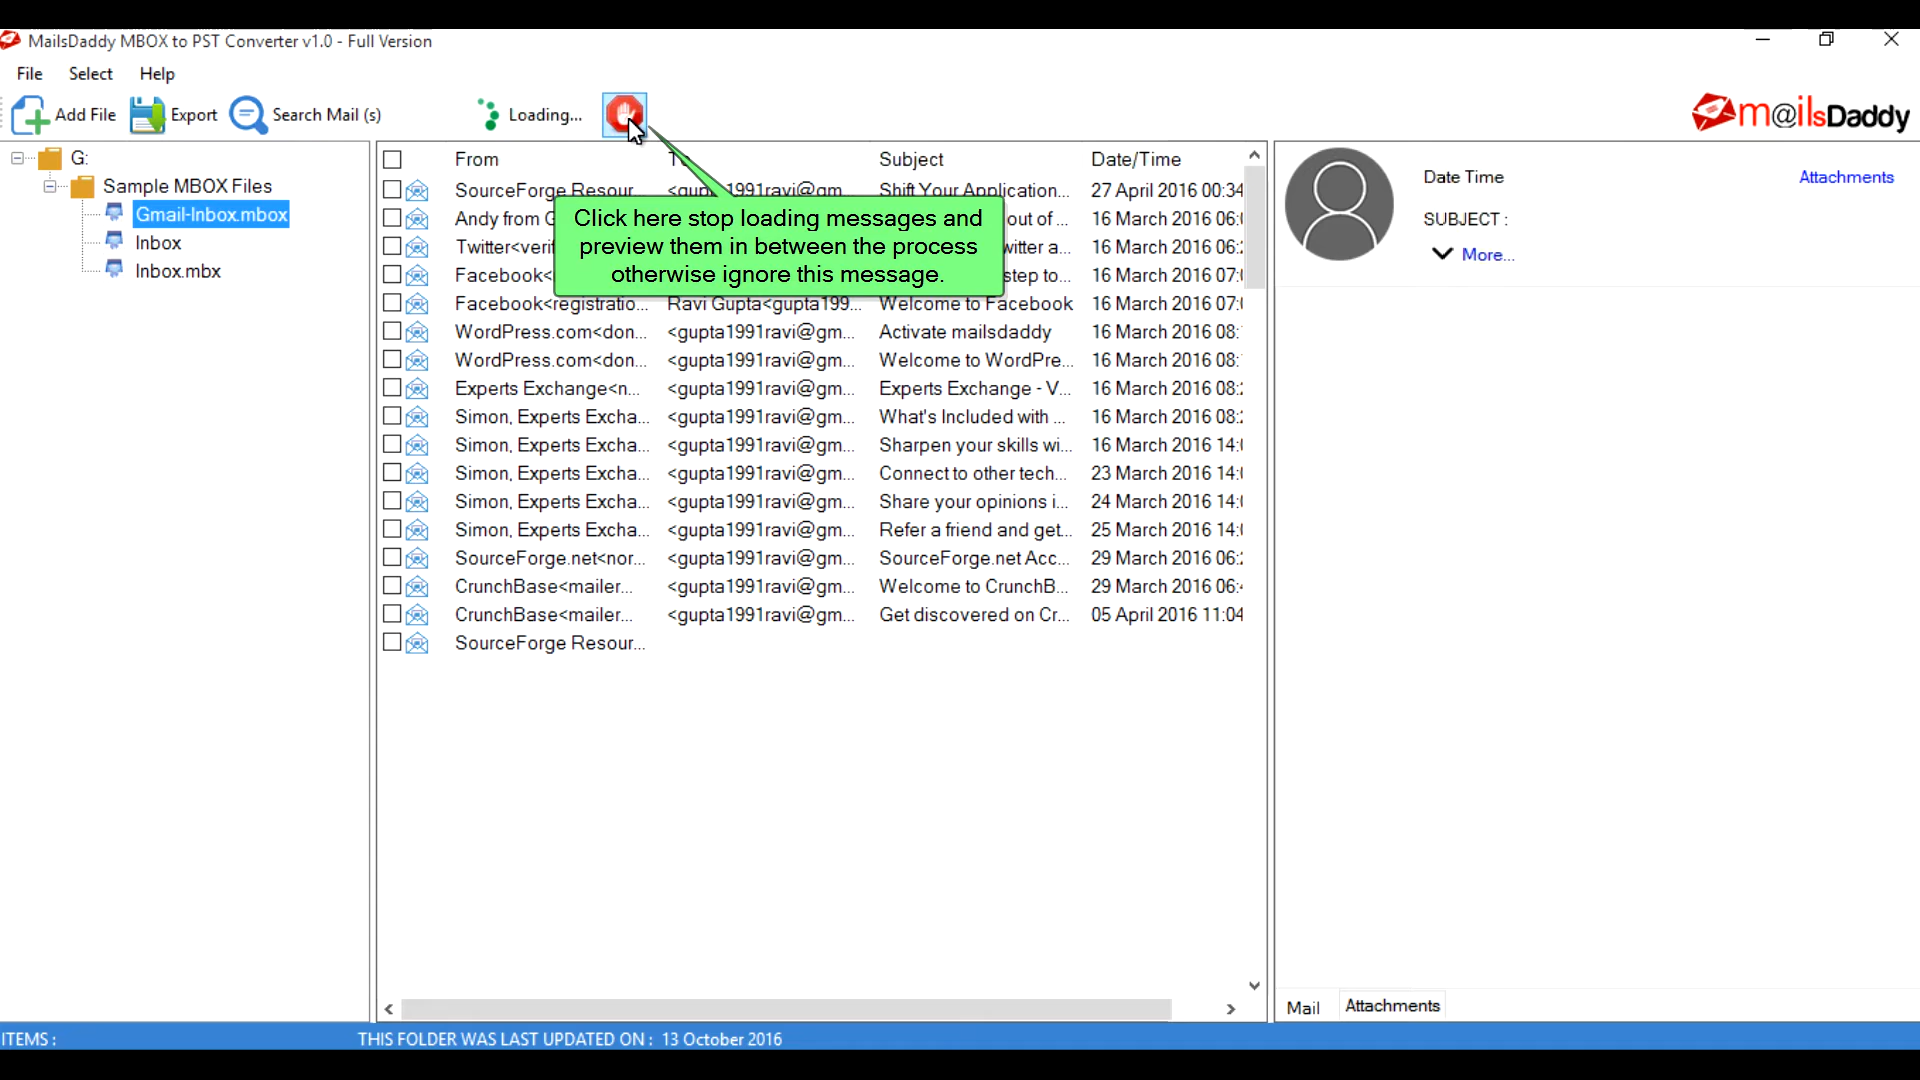 MailsDaddy MBOX to PST Converter v1.0 - Full Version
File Select Help
Add File Export Search Mail (s) Loading... m@ilsDaddy
G:
Sample MBOX Files
Gmail-Inbox.mbox
Inbox
Inbox.mbx
From Subject Date/Time
SourceForge Resour... <gupta1991ravi@gm... Shift Your Application... 27 April 2016 00:34
Andy from out of ... 16 March 2016 06:
Twitter<veri 16 March 2016 06:
Facebook< step to... 16 March 2016 07:
Click here stop loading messages and
preview them in between the process
otherwise ignore this message.
Facebook<registratio... Ravi Gupta<gupta199... Welcome to Facebook 16 March 2016 07:
WordPress.com<don... <gupta1991ravi@gm... Activate mailsdaddy 16 March 2016 08:
WordPress.com<don... <gupta1991ravi@gm... Welcome to WordPre... 16 March 2016 08:
Experts Exchange<n... <gupta1991ravi@gm... Experts Exchange - V... 16 March 2016 08:
Simon, Experts Excha... <gupta1991ravi@gm... What's Included with ... 16 March 2016 08:
Simon, Experts Excha... <gupta1991ravi@gm... Sharpen your skills wi... 16 March 2016 14:
Simon, Experts Excha... <gupta1991ravi@gm... Connect to other tech... 23 March 2016 14:
Simon, Experts Excha... <gupta1991ravi@gm... Share your opinions i... 24 March 2016 14:
Simon, Experts Excha... <gupta1991ravi@gm... Refer a friend and get... 25 March 2016 14:
SourceForge.net<nor... <gupta1991ravi@gm... SourceForge.net Acc... 29 March 2016 06:
CrunchBase<mailer... <gupta1991ravi@gm... Welcome to CrunchB... 29 March 2016 06:
CrunchBase<mailer... <gupta1991ravi@gm... Get discovered on Cr... 05 April 2016 11:04
SourceForge Resour...
Date Time Attachments
SUBJECT :
More...
Mail Attachments
ITEMS : THIS FOLDER WAS LAST UPDATED ON : 13 October 2016